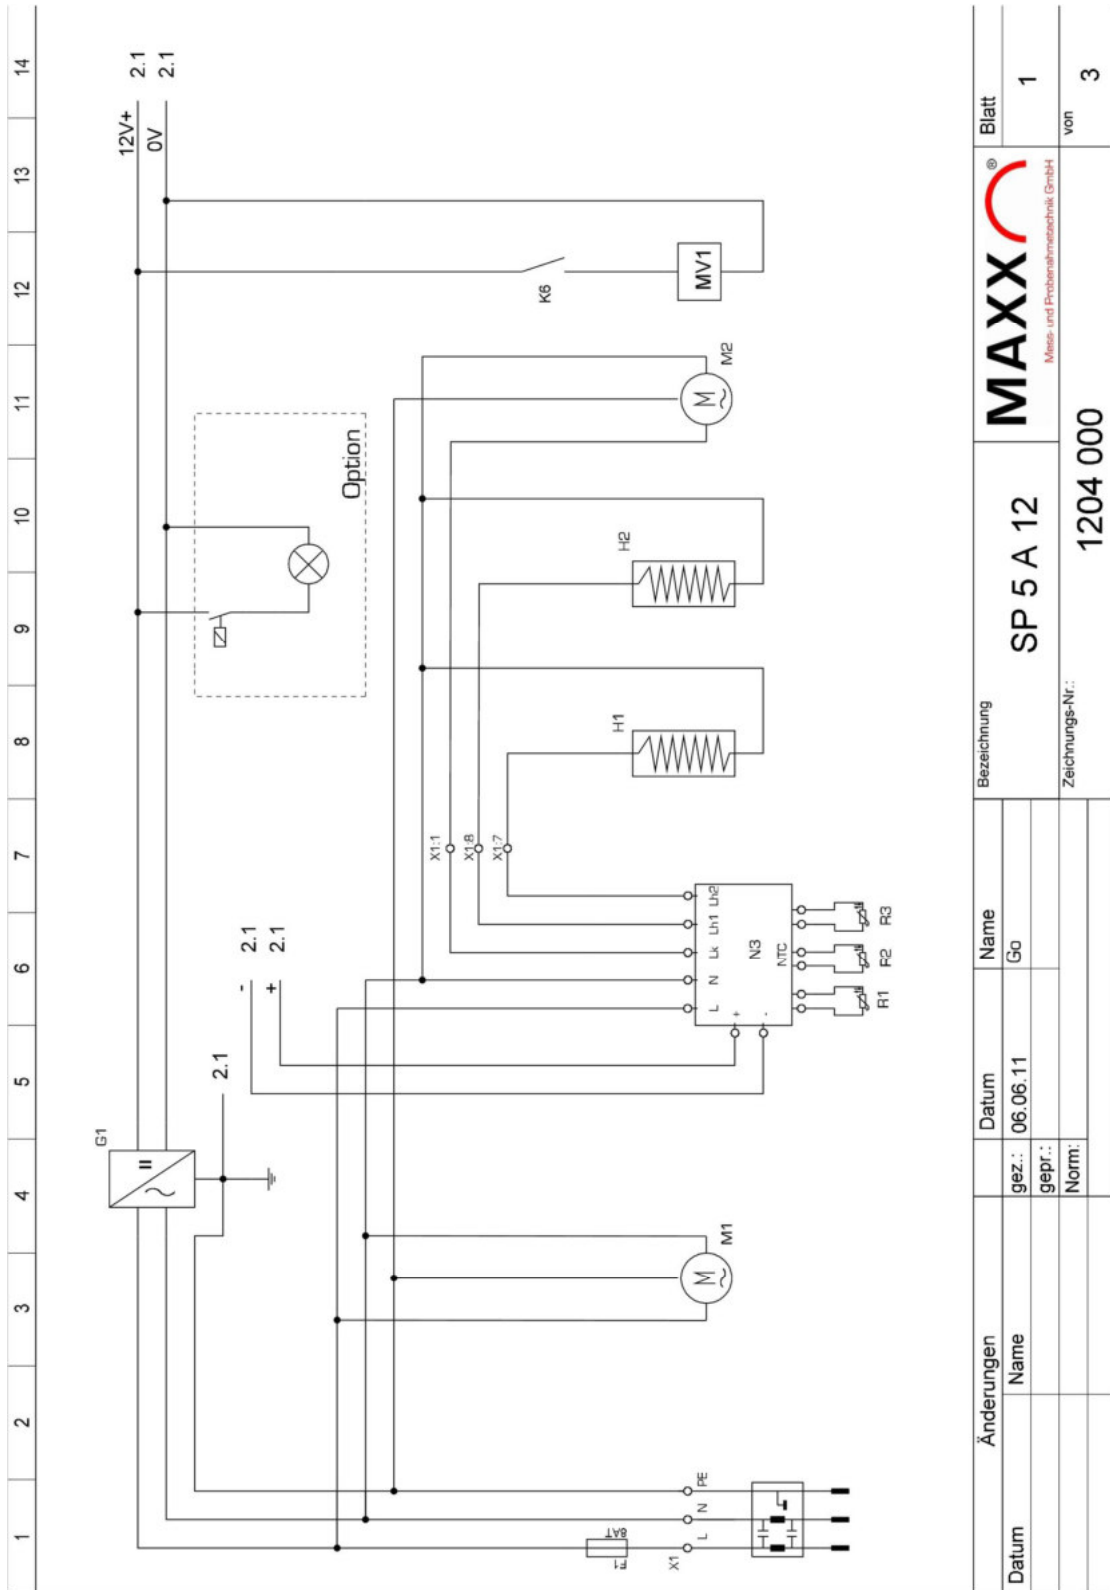 1 2 3 4 5 6 7 8 9 10 11 12 13 14
G1
12V+ 2.1
0V 2.1
2.1
- 2.1
+ 2.1
Option
X1:1
X1:8
X1:7
F1 8AT
X1
L N PE
M
M1
L N Lk Lh1 Lh2
+
-
N3
NTC
R1 R2 R3
H1
H2
M
M2
K6
MV1
Änderungen
Datum Name
Datum Name
gez.: 06.06.11 Go
gepr.:
Norm:
Bezeichnung
SP 5 A 12
Zeichnungs-Nr.:
1204 000
MAXX ®
Mess- und Probenahmetechnik GmbH
Blatt
1
von
3